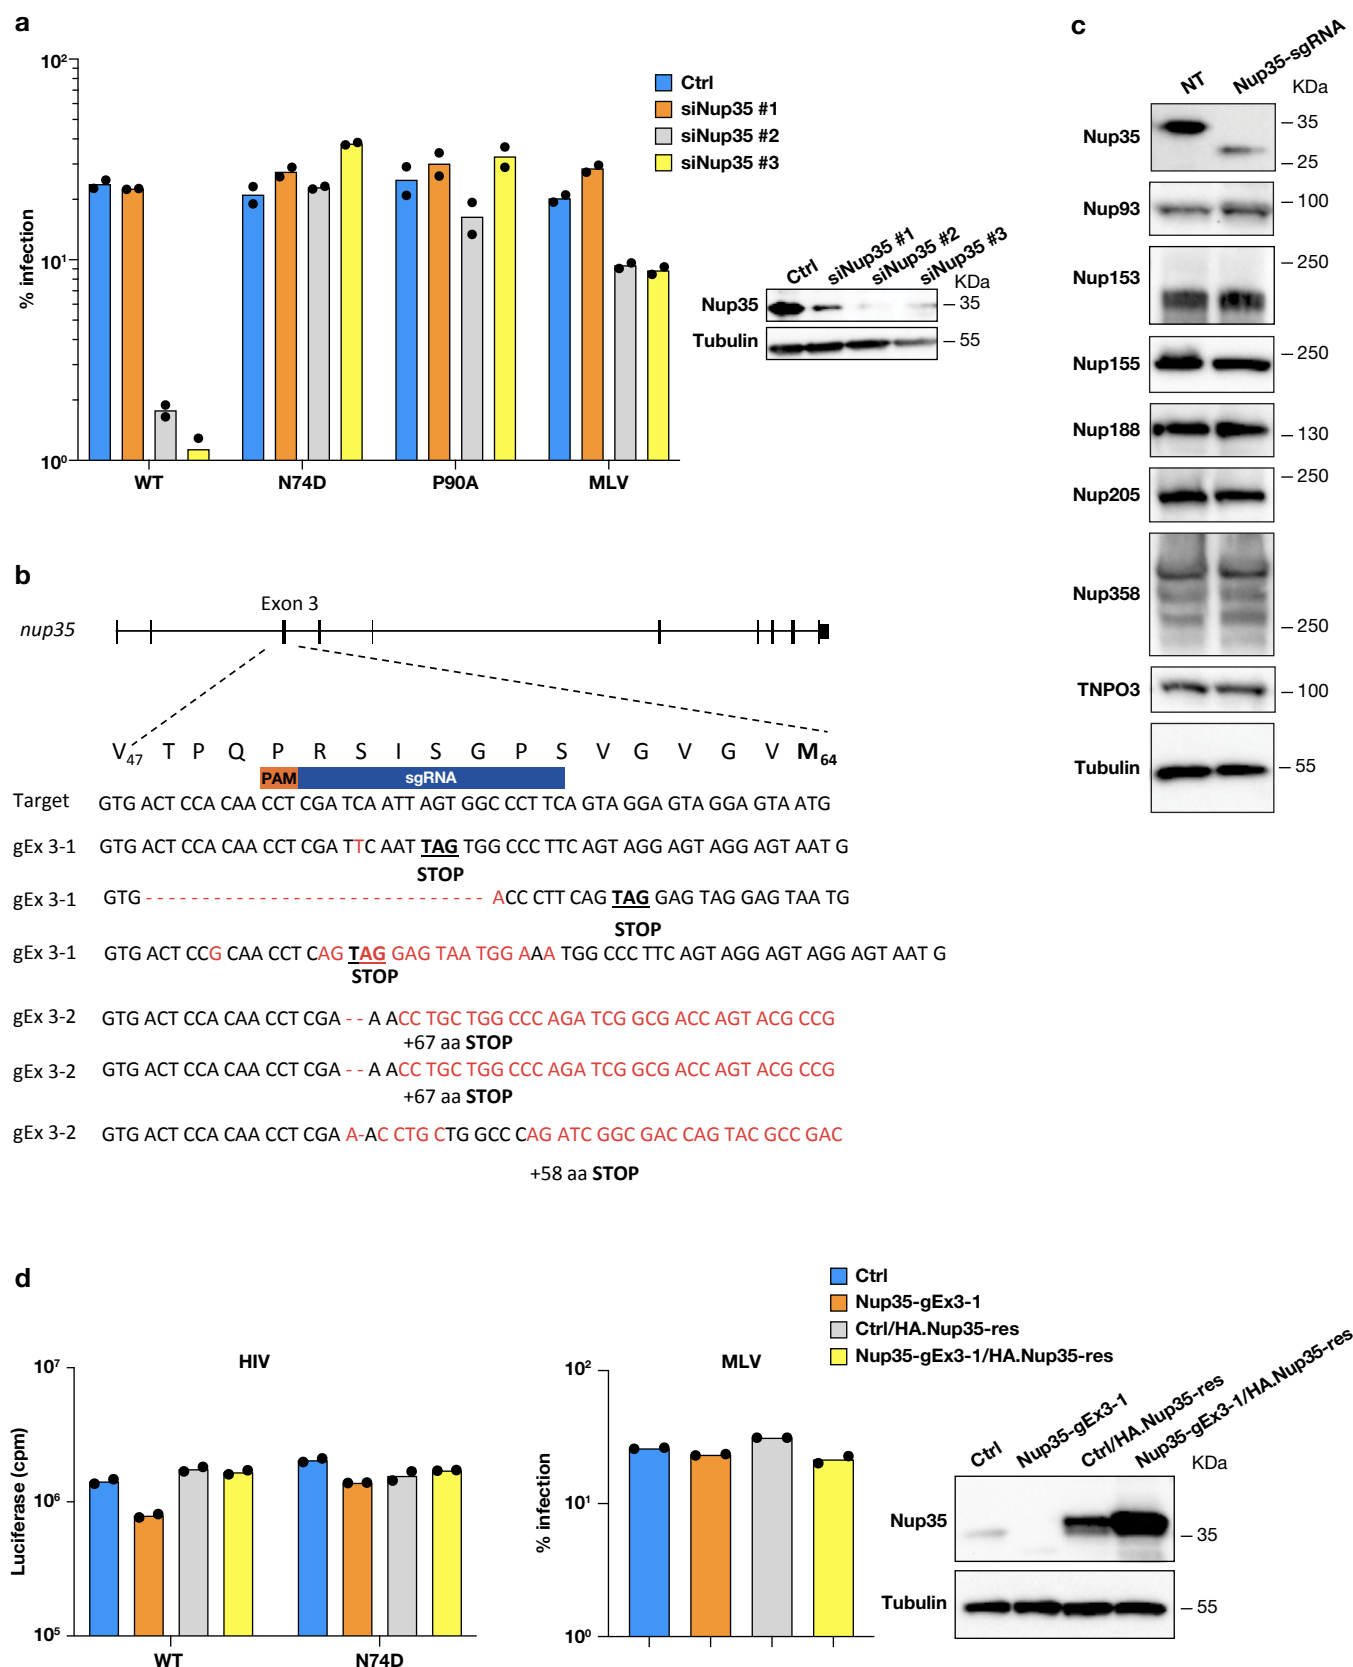 a
10²
10¹
10⁰
% infection
WT N74D P90A MLV
Ctrl
siNup35 #1
siNup35 #2
siNup35 #3
Ctrl siNup35 #1 siNup35 #2 siNup35 #3
KDa
Nup35 – 35
Tubulin – 55
c
NT Nup35-sgRNA
KDa
Nup35 – 35
– 25
Nup93 – 100
Nup153 – 250
Nup155 – 250
Nup188 – 130
Nup205 – 250
Nup358 – 250
TNPO3 – 100
Tubulin – 55
b
Exon 3
nup35
V47 T P Q P R S I S G P S V G V G V M64
PAM sgRNA
Target GTG ACT CCA CAA CCT CGA TCA ATT AGT GGC CCT TCA GTA GGA GTA GGA GTA ATG
gEx 3-1 GTG ACT CCA CAA CCT CGA TTC AAT TAG TGG CCC TTC AGT AGG AGT AGG AGT AAT G
STOP
gEx 3-1 GTG - - - - - - - - - - - - - - - - - - - - - - - - - - - - - - ACC CTT CAG TAG GAG TAG GAG TAA TG
STOP
gEx 3-1 GTG ACT CCG CAA CCT CAG TAG GAG TAA TGG AAA TGG CCC TTC AGT AGG AGT AGG AGT AAT G
STOP
gEx 3-2 GTG ACT CCA CAA CCT CGA - - A ACC TGC TGG CCC AGA TCG GCG ACC AGT ACG CCG
+67 aa STOP
gEx 3-2 GTG ACT CCA CAA CCT CGA - - A ACC TGC TGG CCC AGA TCG GCG ACC AGT ACG CCG
+67 aa STOP
gEx 3-2 GTG ACT CCA CAA CCT CGA A-AC CTG CTG GCC CAG ATC GGC GAC CAG TAC GCC GAC
+58 aa STOP
d
Ctrl
Nup35-gEx3-1
Ctrl/HA.Nup35-res
Nup35-gEx3-1/HA.Nup35-res
HIV
10⁷
10⁶
10⁵
Luciferase (cpm)
WT N74D
MLV
10²
10¹
10⁰
% infection
Ctrl Nup35-gEx3-1 Ctrl/HA.Nup35-res Nup35-gEx3-1/HA.Nup35-res
KDa
Nup35 – 35
Tubulin – 55